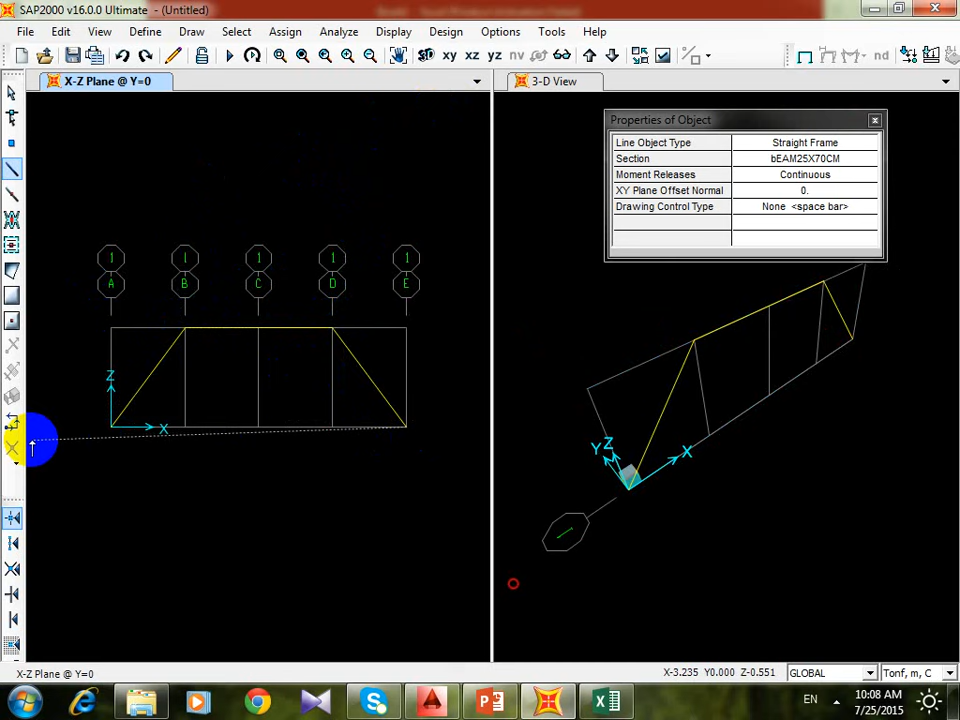 SAP2000 v16.0.0 Ultimate - (Untitled)
File Edit View Define Draw Select Assign Analyze Display Design Options Tools Help
3D xy xz yz nv
nd
X-Z Plane @ Y=0
3-D View
Properties of Object
Line Object Type Straight Frame
Section bEAM25X70CM
Moment Releases Continuous
XY Plane Offset Normal 0.
Drawing Control Type None <space bar>
1 1 1 1 1
A B C D E
Z
X
Y Z X
1
X-Z Plane @ Y=0
X-3.235 Y0.000 Z-0.551
GLOBAL
Tonf, m, C
EN
10:08 AM
7/25/2015